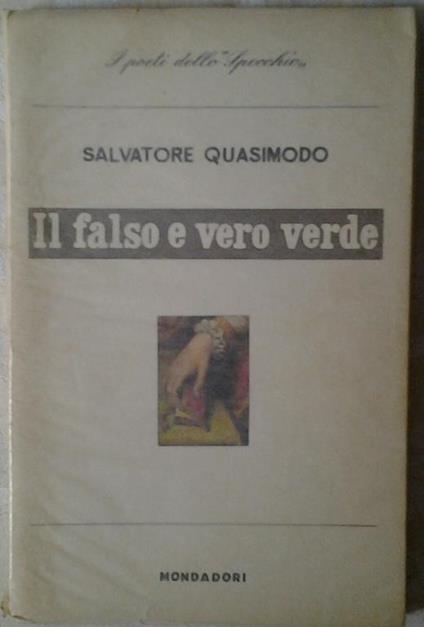 I poeti dello "Specchio„
SALVATORE QUASIMODO
Il falso e vero verde
MONDADORI